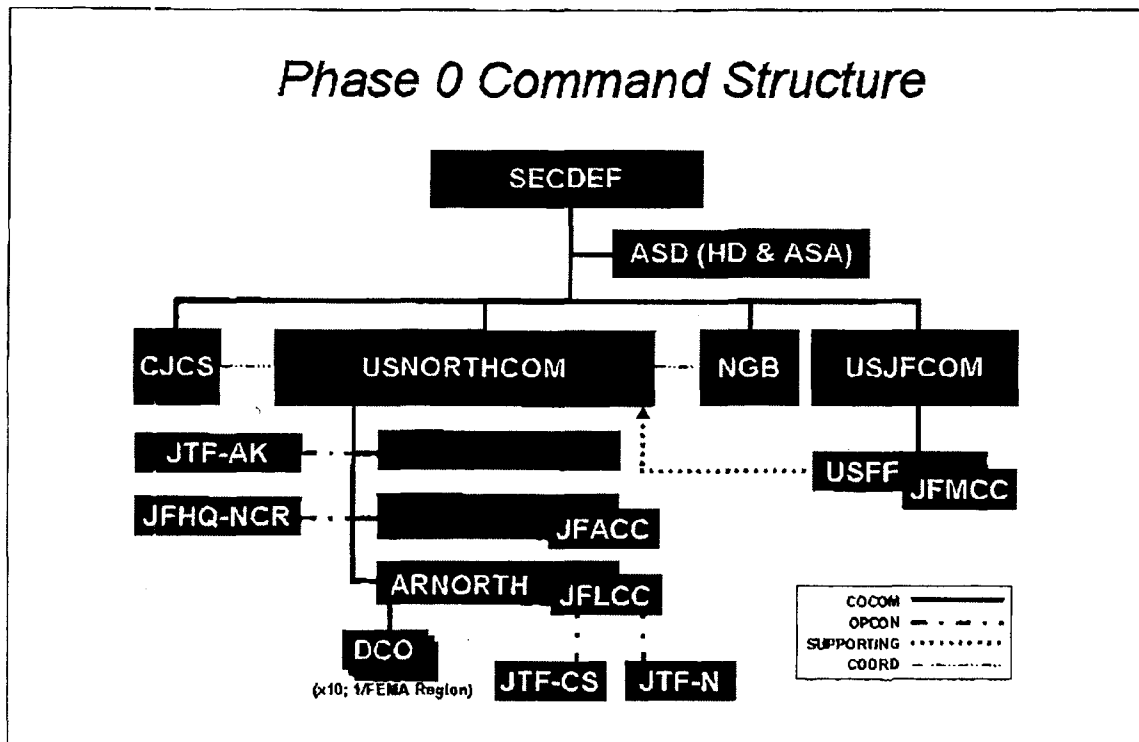 Phase 0 Command Structure
SECDEF
ASD (HD & ASA)
CJCS
USNORTHCOM
NGB
USJFCOM
JTF-AK
USFF
JFMCC
JFHQ-NCR
JFACC
ARNORTH
JFLCC
DCO
(x10; 1/FEMA Region)
JTF-CS
JTF-N
COCOM
OPCON
SUPPORTING
COORD